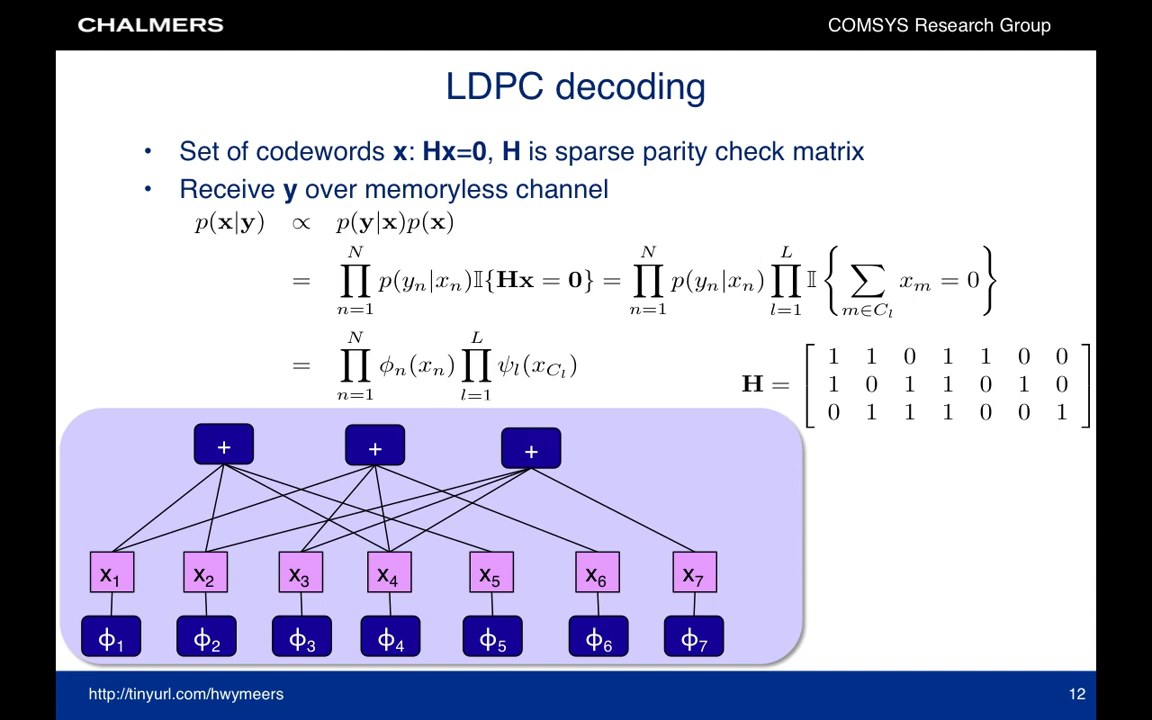 CHALMERS
COMSYS Research Group
LDPC decoding
• Set of codewords x: Hx=0, H is sparse parity check matrix
• Receive y over memoryless channel
p(x|y) ∝ p(y|x)p(x)
= ∏_{n=1}^{N} p(y_n|x_n)𝕀{Hx = 0} = ∏_{n=1}^{N} p(y_n|x_n) ∏_{l=1}^{L} 𝕀{∑_{m∈C_l} x_m = 0}
= ∏_{n=1}^{N} ϕ_n(x_n) ∏_{l=1}^{L} ψ_l(x_{C_l})
H = [1 1 0 1 1 0 0
1 0 1 1 0 1 0
0 1 1 1 0 0 1]
+ + +
x₁ x₂ x₃ x₄ x₅ x₆ x₇
ϕ₁ ϕ₂ ϕ₃ ϕ₄ ϕ₅ ϕ₆ ϕ₇
http://tinyurl.com/hwymeers
12